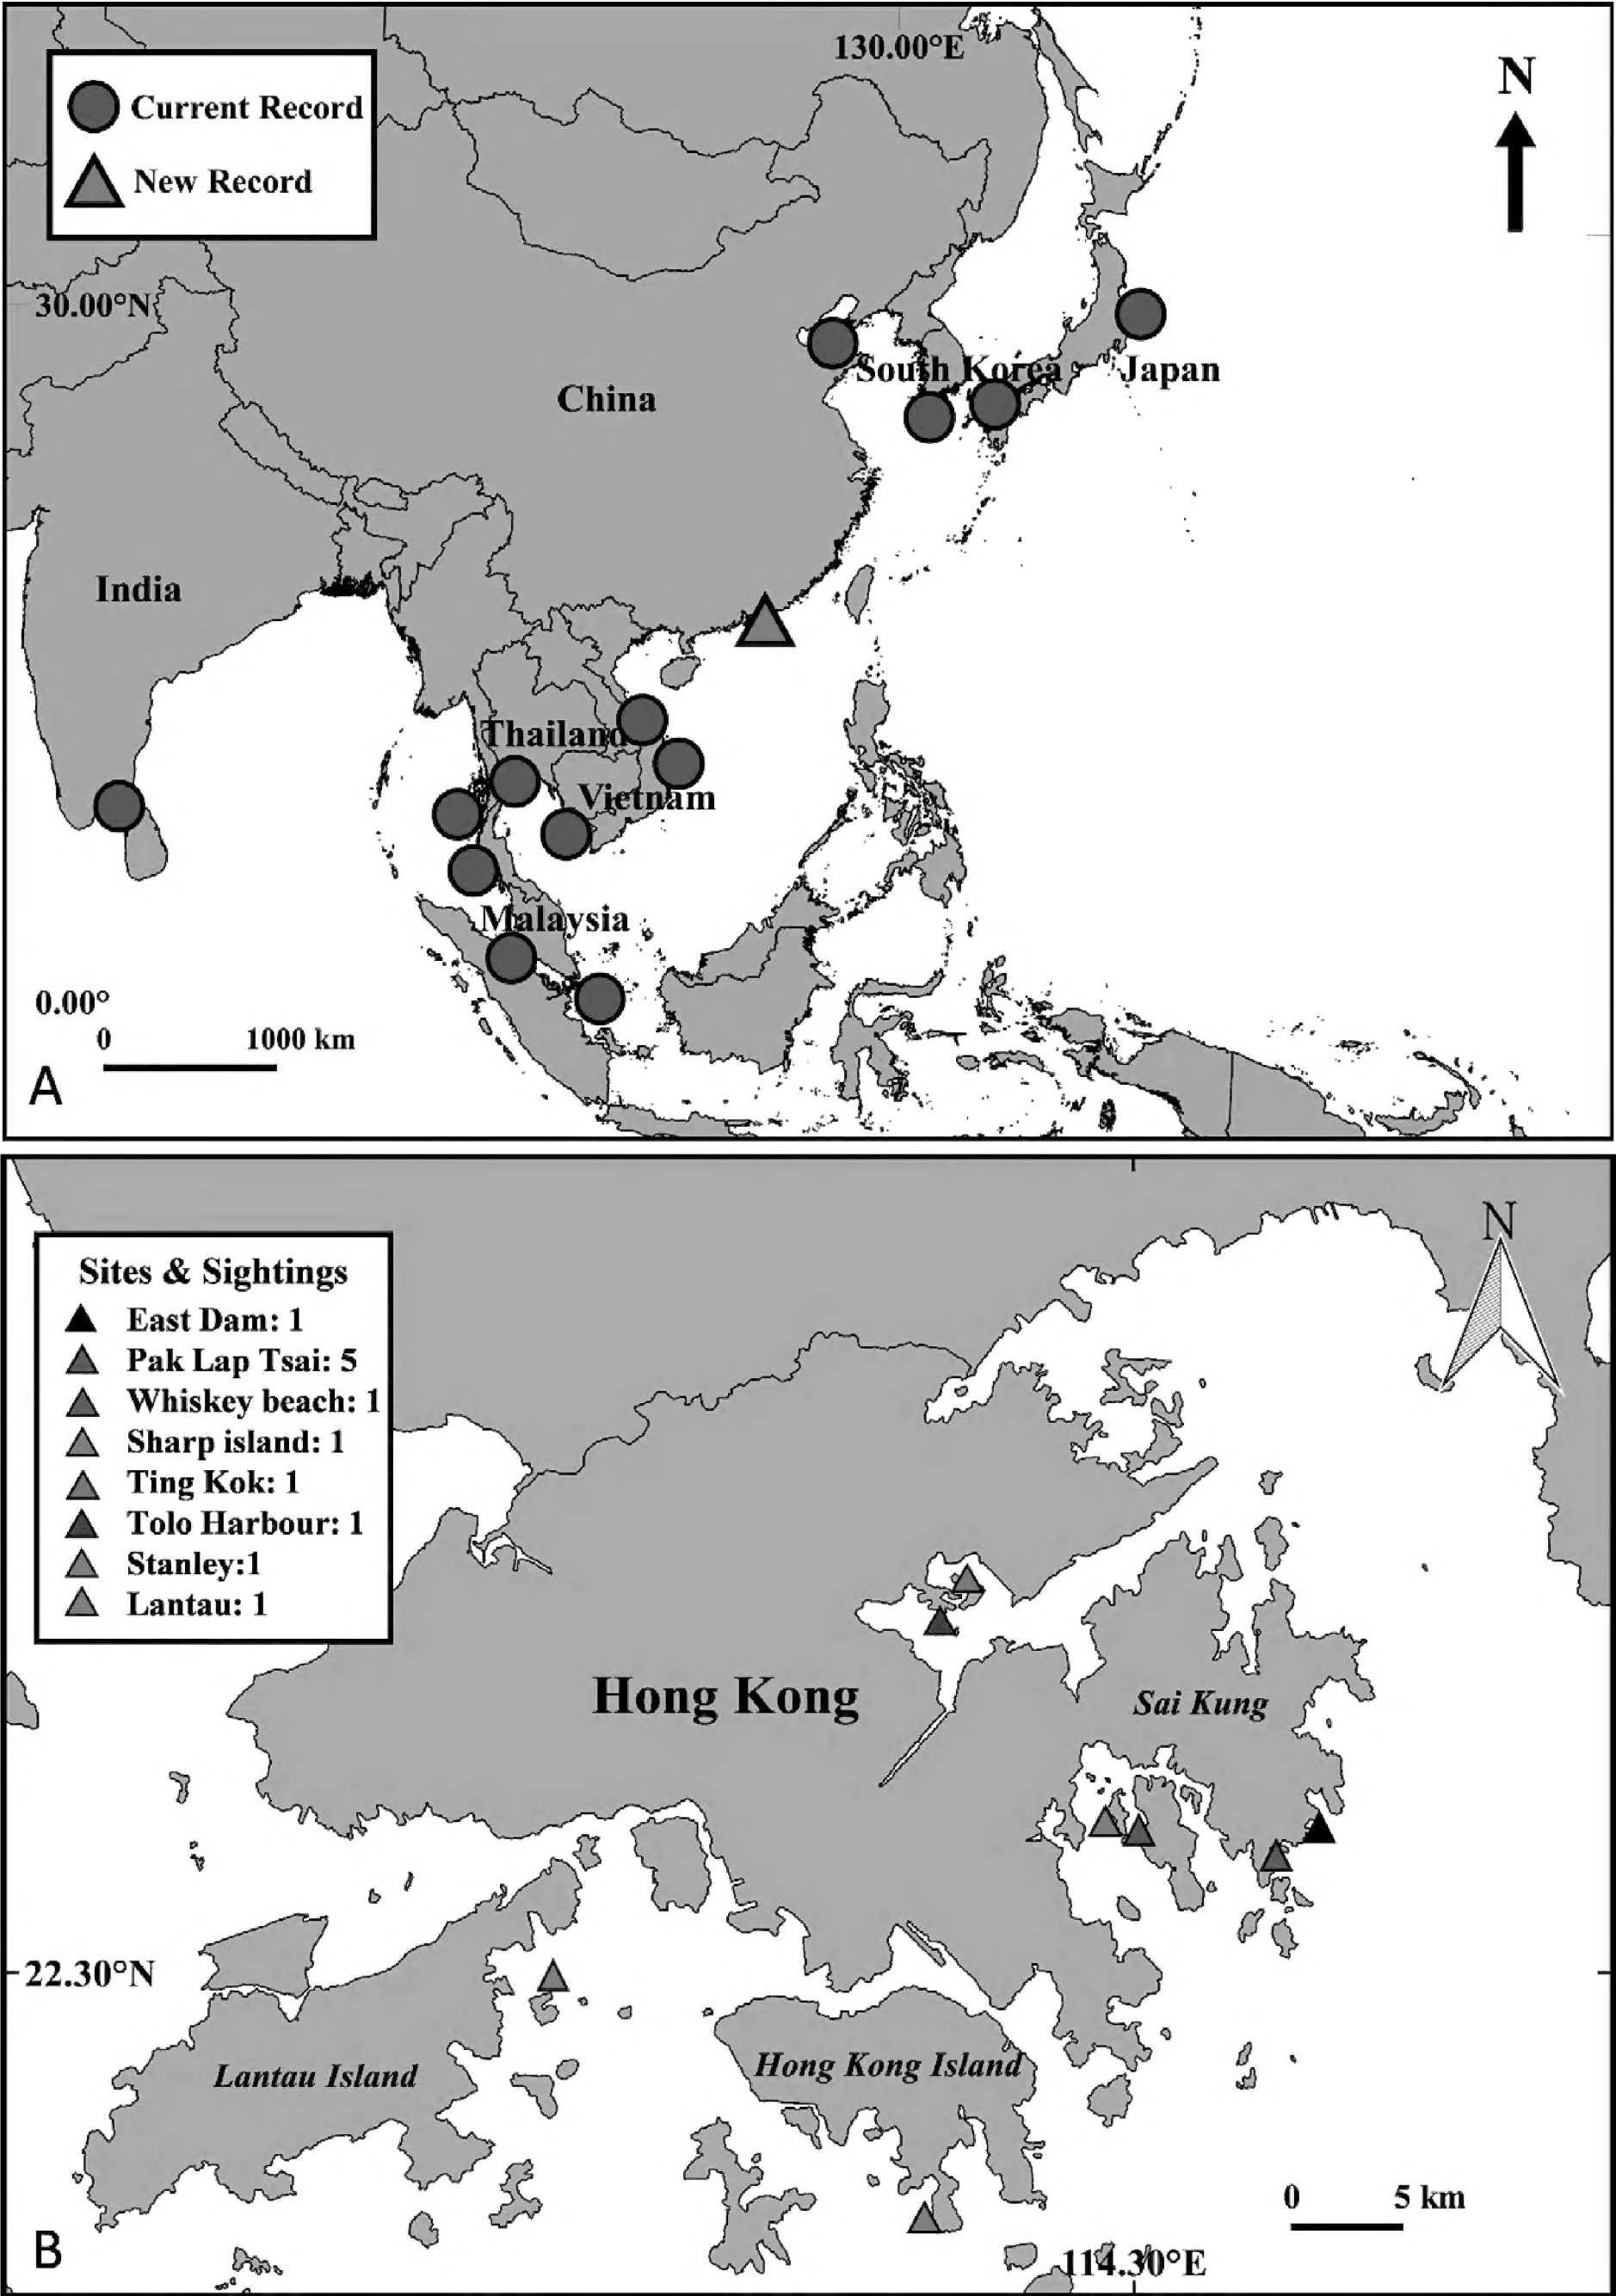 130.00°E
N
Current Record
New Record
30.00°N
China
South Korea
Japan
India
Thailand
Vietnam
Malaysia
0.00°
0 1000 km
A
N
Sites & Sightings
East Dam: 1
Pak Lap Tsai: 5
Whiskey beach: 1
Sharp island: 1
Ting Kok: 1
Tolo Harbour: 1
Stanley:1
Lantau: 1
Hong Kong
Sai Kung
22.30°N
Lantau Island
Hong Kong Island
0 5 km
B
114.30°E